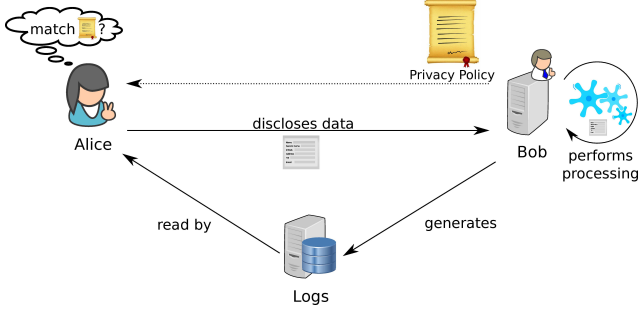 match ?
Privacy Policy
discloses data
Alice
Bob
performs
processing
read by
generates
Logs